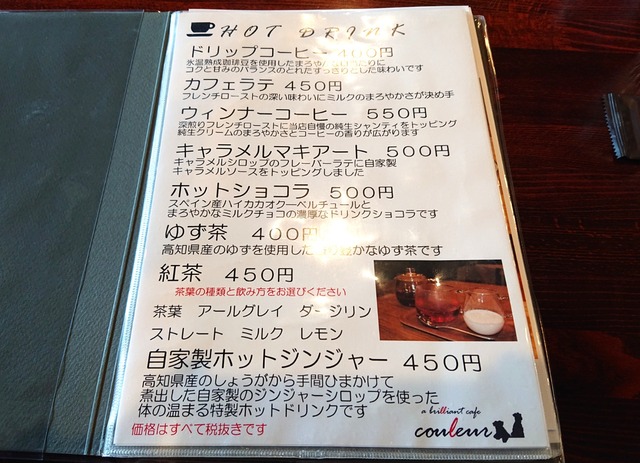 HOT DRINK
ドリップコーヒー 400円
氷温熟成珈琲豆を使用したまろやかな
コクと甘みのバランスのとれたすっきりとした味わいです
カフェラテ 450円
フレンチローストの深い味わいにミルクのまろやかさが決め手
ウィンナーコーヒー 550円
深煎りフレンチローストに当店自慢の純生シャンティをトッピング
純生クリームのまろやかさとコーヒーの香りが広がります
キャラメルマキアート 500円
キャラメルシロップのフレーバーラテに自家製
キャラメルソースをトッピングしました
ホットショコラ 500円
スペイン産ハイカカオクーベルチュールと
まろやかなミルクチョコの濃厚なドリンクショコラです
ゆず茶 400円
高知県産のゆずを使用した かなゆず茶です
紅茶 450円
茶葉の種類と飲み方をお選びください
茶葉 アールグレイ ダージリン
ストレート ミルク レモン
自家製ホットジンジャー 450円
高知県産のしょうがから手間ひまかけて
煮出した自家製のジンジャーシロップを使った
体の温まる特製ホットドリンクです
価格はすべて税抜きです
a brilliant cafe
couleur